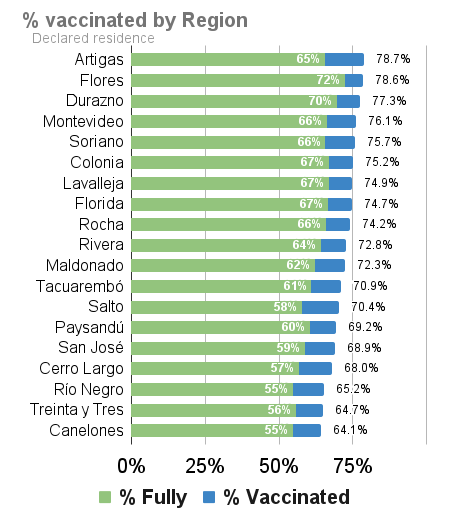 % vaccinated by Region
Declared residence
Artigas 65% 78.7%
Flores 72% 78.6%
Durazno 70% 77.3%
Montevideo 66% 76.1%
Soriano 66% 75.7%
Colonia 67% 75.2%
Lavalleja 67% 74.9%
Florida 67% 74.7%
Rocha 66% 74.2%
Rivera 64% 72.8%
Maldonado 62% 72.3%
Tacuarembó 61% 70.9%
Salto 58% 70.4%
Paysandú 60% 69.2%
San José 59% 68.9%
Cerro Largo 57% 68.0%
Río Negro 55% 65.2%
Treinta y Tres 56% 64.7%
Canelones 55% 64.1%
0% 25% 50% 75%
% Fully % Vaccinated